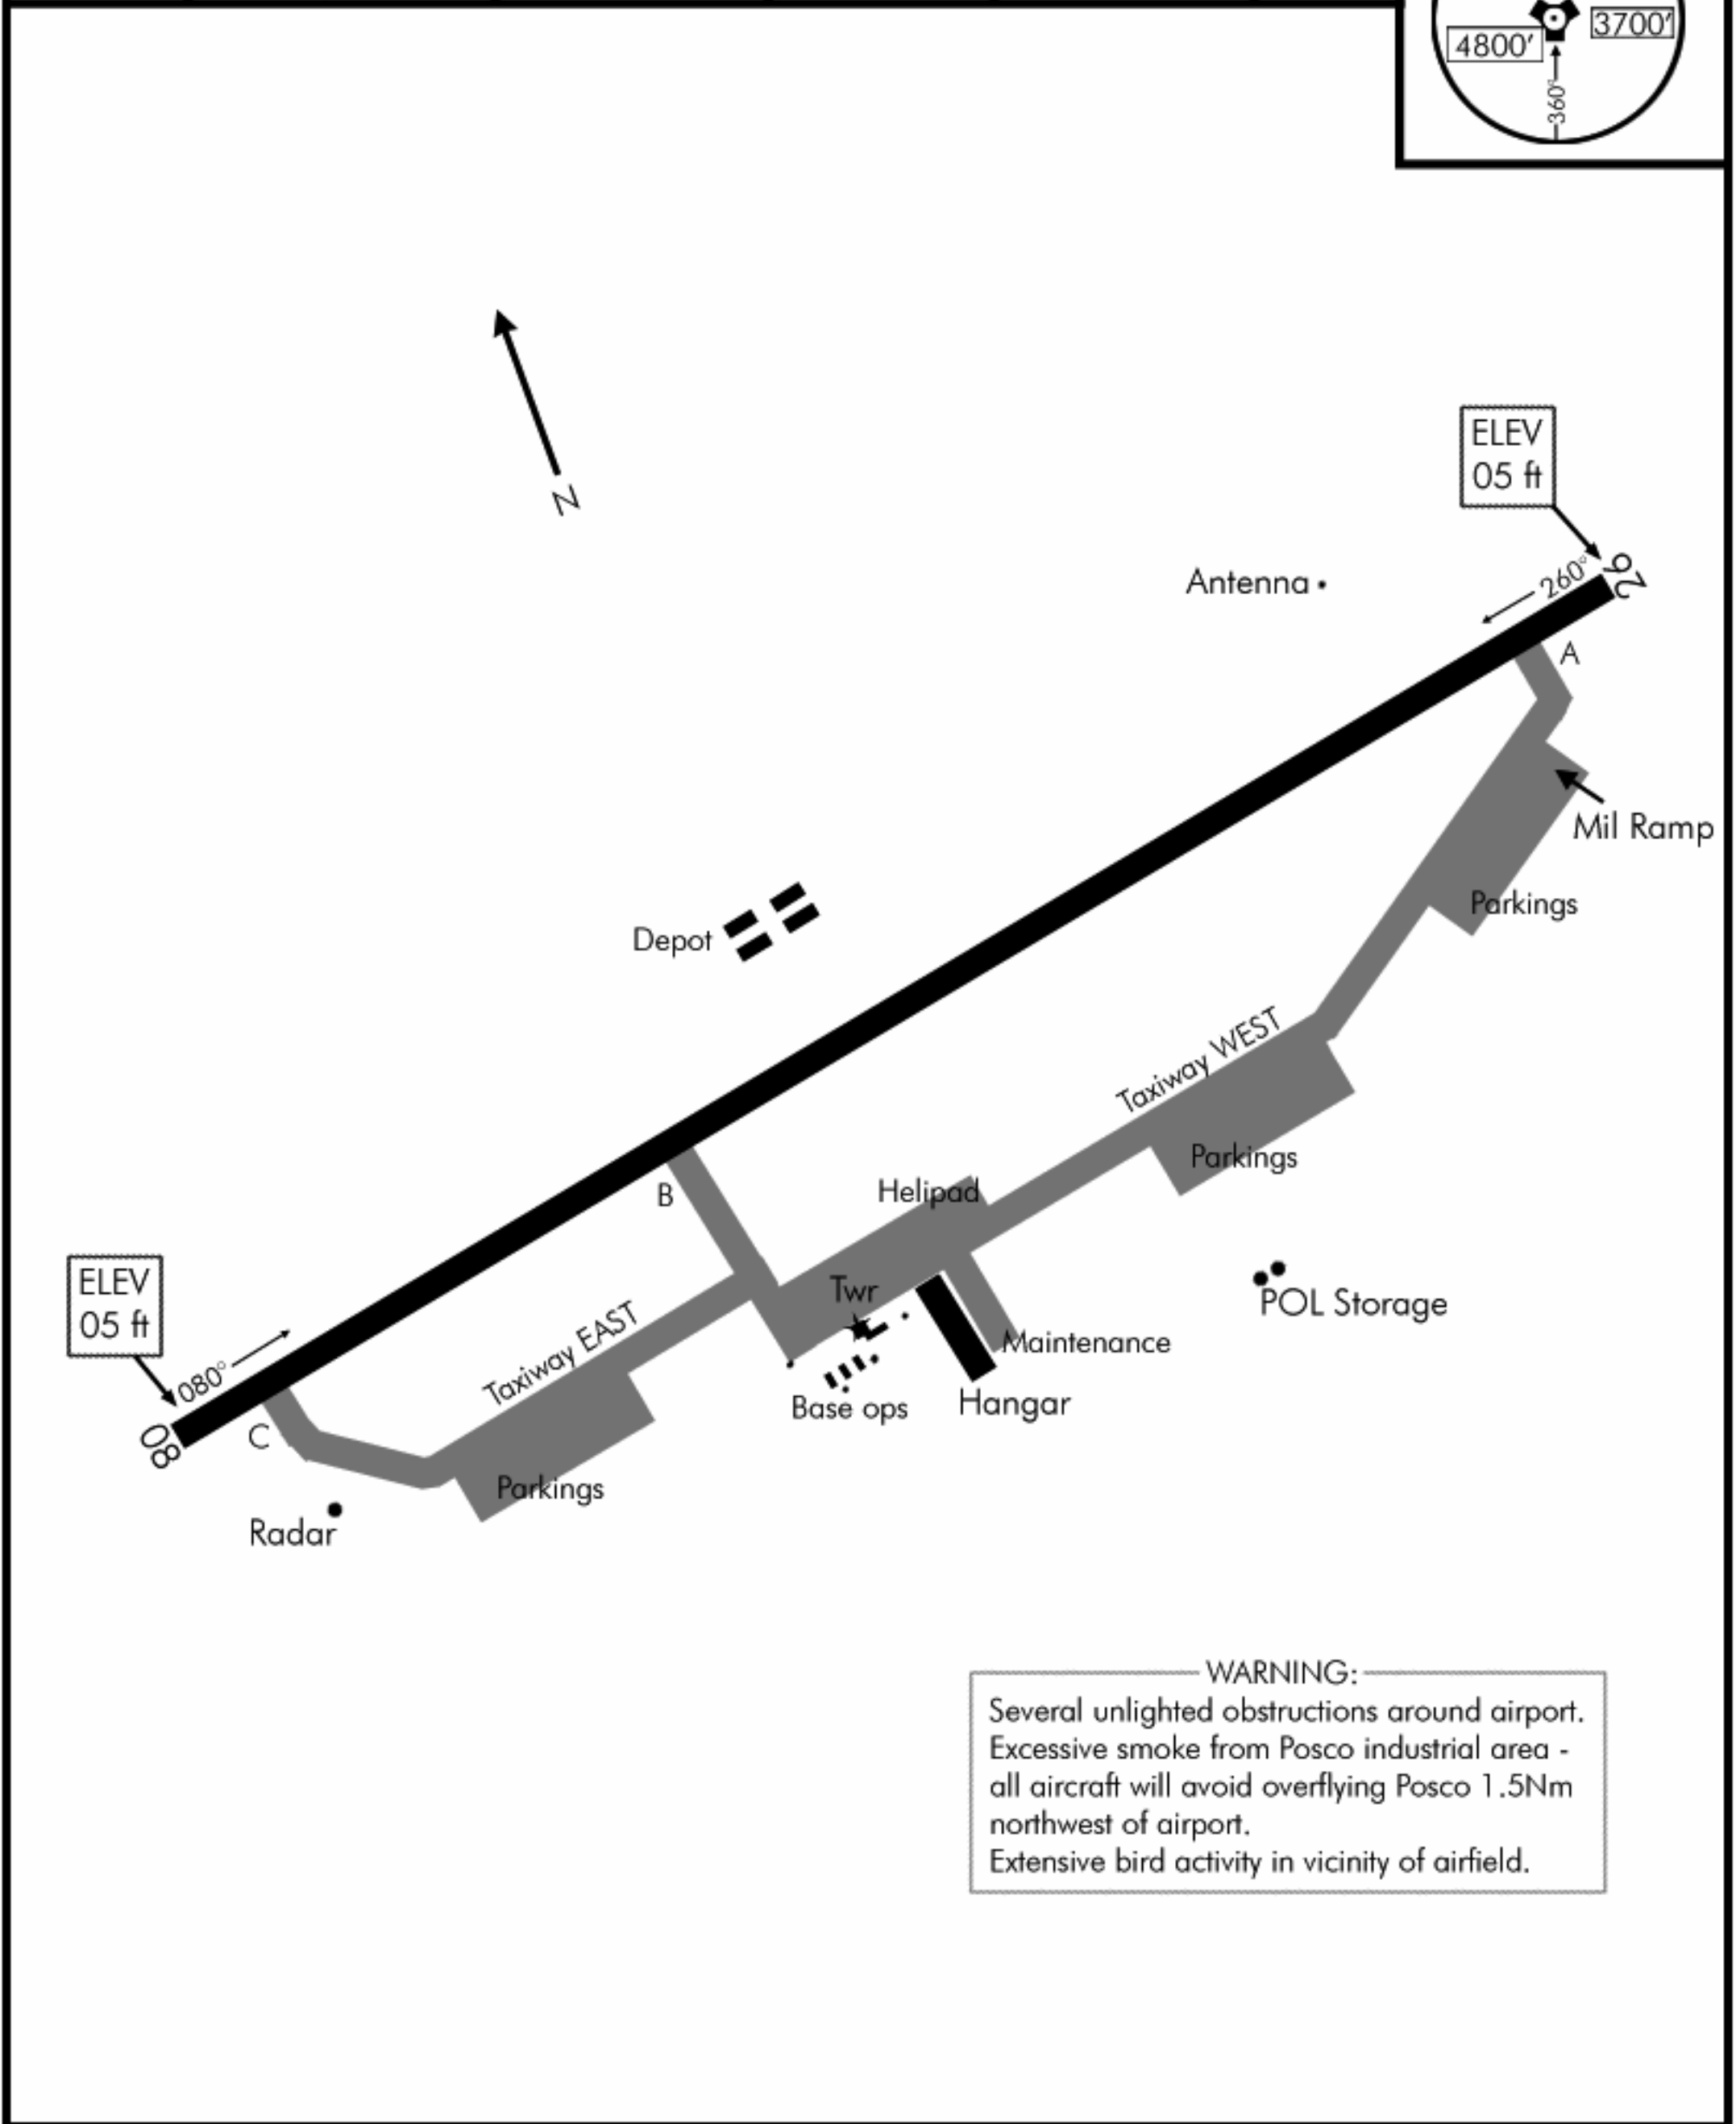 3700′
4800′
360°
N
ELEV
05 ft
26
260°
Antenna
A
Mil Ramp
Parkings
Depot
Taxiway WEST
Parkings
B
Helipad
ELEV
05 ft
Twr
POL Storage
Taxiway EAST
Maintenance
080°
Base ops
Hangar
08
C
Parkings
Radar
WARNING:
Several unlighted obstructions around airport.
Excessive smoke from Posco industrial area -
all aircraft will avoid overflying Posco 1.5Nm
northwest of airport.
Extensive bird activity in vicinity of airfield.